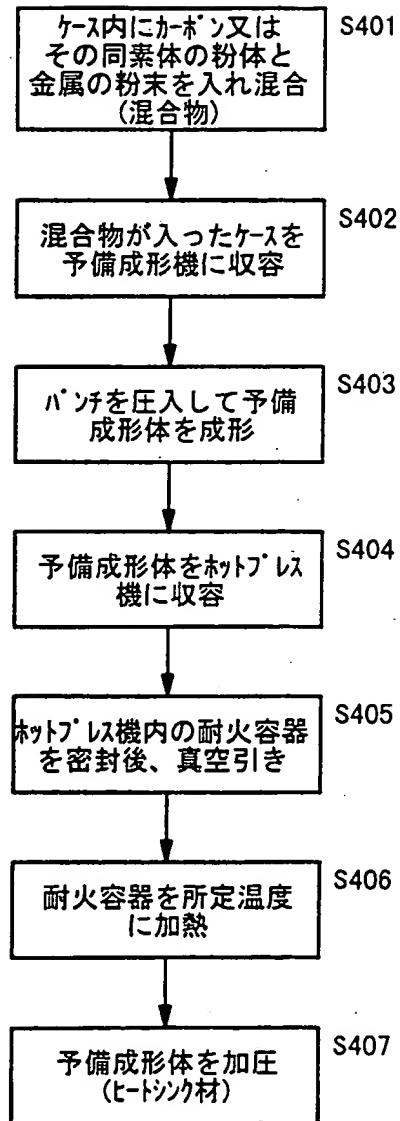 ケース内にカーボン又は
その同素体の粉体と
金属の粉末を入れ混合
(混合物)
S401
混合物が入ったケースを
予備成形機に収容
S402
パンチを圧入して予備
成形体を成形
S403
予備成形体をホットプレス
機に収容
S404
ホットプレス機内の耐火容器
を密封後、真空引き
S405
耐火容器を所定温度
に加熱
S406
予備成形体を加圧
(ヒートシンク材)
S407